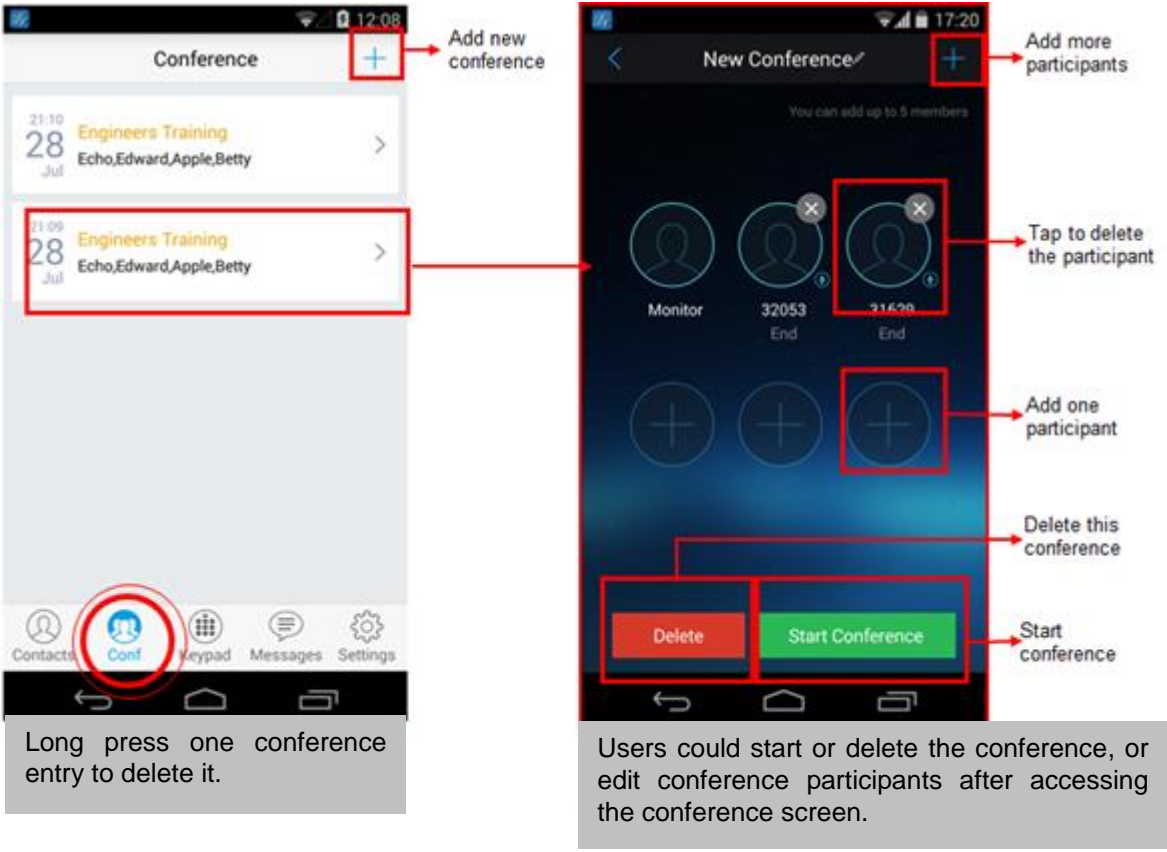 12:08
Conference
Add new
conference
21:10
28
Jul
Engineers Training
Echo,Edward,Apple,Betty
21:09
28
Jul
Engineers Training
Echo,Edward,Apple,Betty
Contacts
Conf
Keypad
Messages
Settings
Long press one conference
entry to delete it.
17:20
New Conference
Add more
participants
You can add up to 5 members
Tap to delete
the participant
Monitor
32053
31629
End
End
Add one
participant
Delete this
conference
Delete
Start Conference
Start
conference
Users could start or delete the conference, or
edit conference participants after accessing
the conference screen.